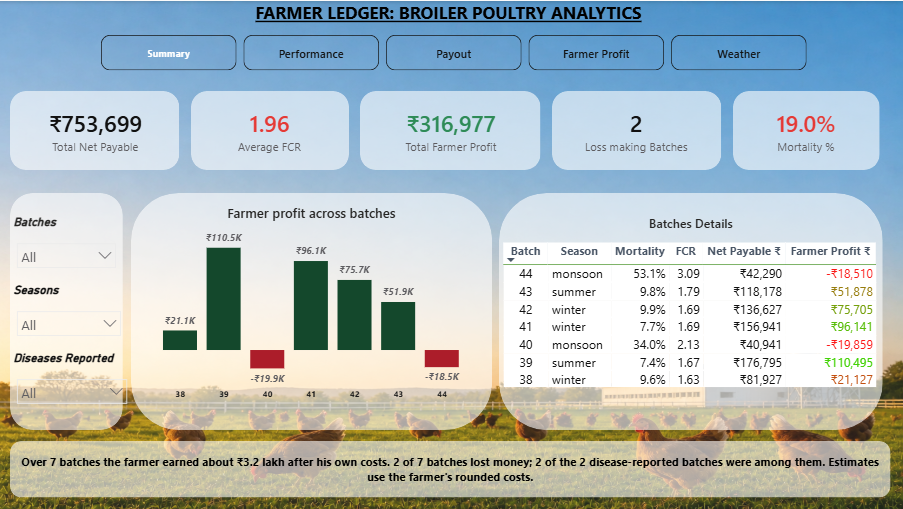 FARMER LEDGER: BROILER POULTRY ANALYTICS
Summary Performance Payout Farmer Profit Weather
₹753,699 1.96 ₹316,977 2 19.0%
Total Net Payable Average FCR Total Farmer Profit Loss making Batches Mortality %
Batches
All
Seasons
All
Diseases Reported
All
Farmer profit across batches
₹21.1K ₹110.5K -₹19.9K ₹96.1K ₹75.7K ₹51.9K -₹18.5K
38 39 40 41 42 43 44
Batches Details
Batch Season Mortality FCR Net Payable ₹ Farmer Profit ₹
44 monsoon 53.1% 3.09 ₹42,290 -₹18,510
43 summer 9.8% 1.79 ₹118,178 ₹51,878
42 winter 9.9% 1.69 ₹136,627 ₹75,705
41 winter 7.7% 1.69 ₹156,941 ₹96,141
40 monsoon 34.0% 2.13 ₹40,941 -₹19,859
39 summer 7.4% 1.67 ₹176,795 ₹110,495
38 winter 9.6% 1.63 ₹81,927 ₹21,127
Over 7 batches the farmer earned about ₹3.2 lakh after his own costs. 2 of 7 batches lost money; 2 of the 2 disease-reported batches were among them. Estimates
use the farmer's rounded costs.